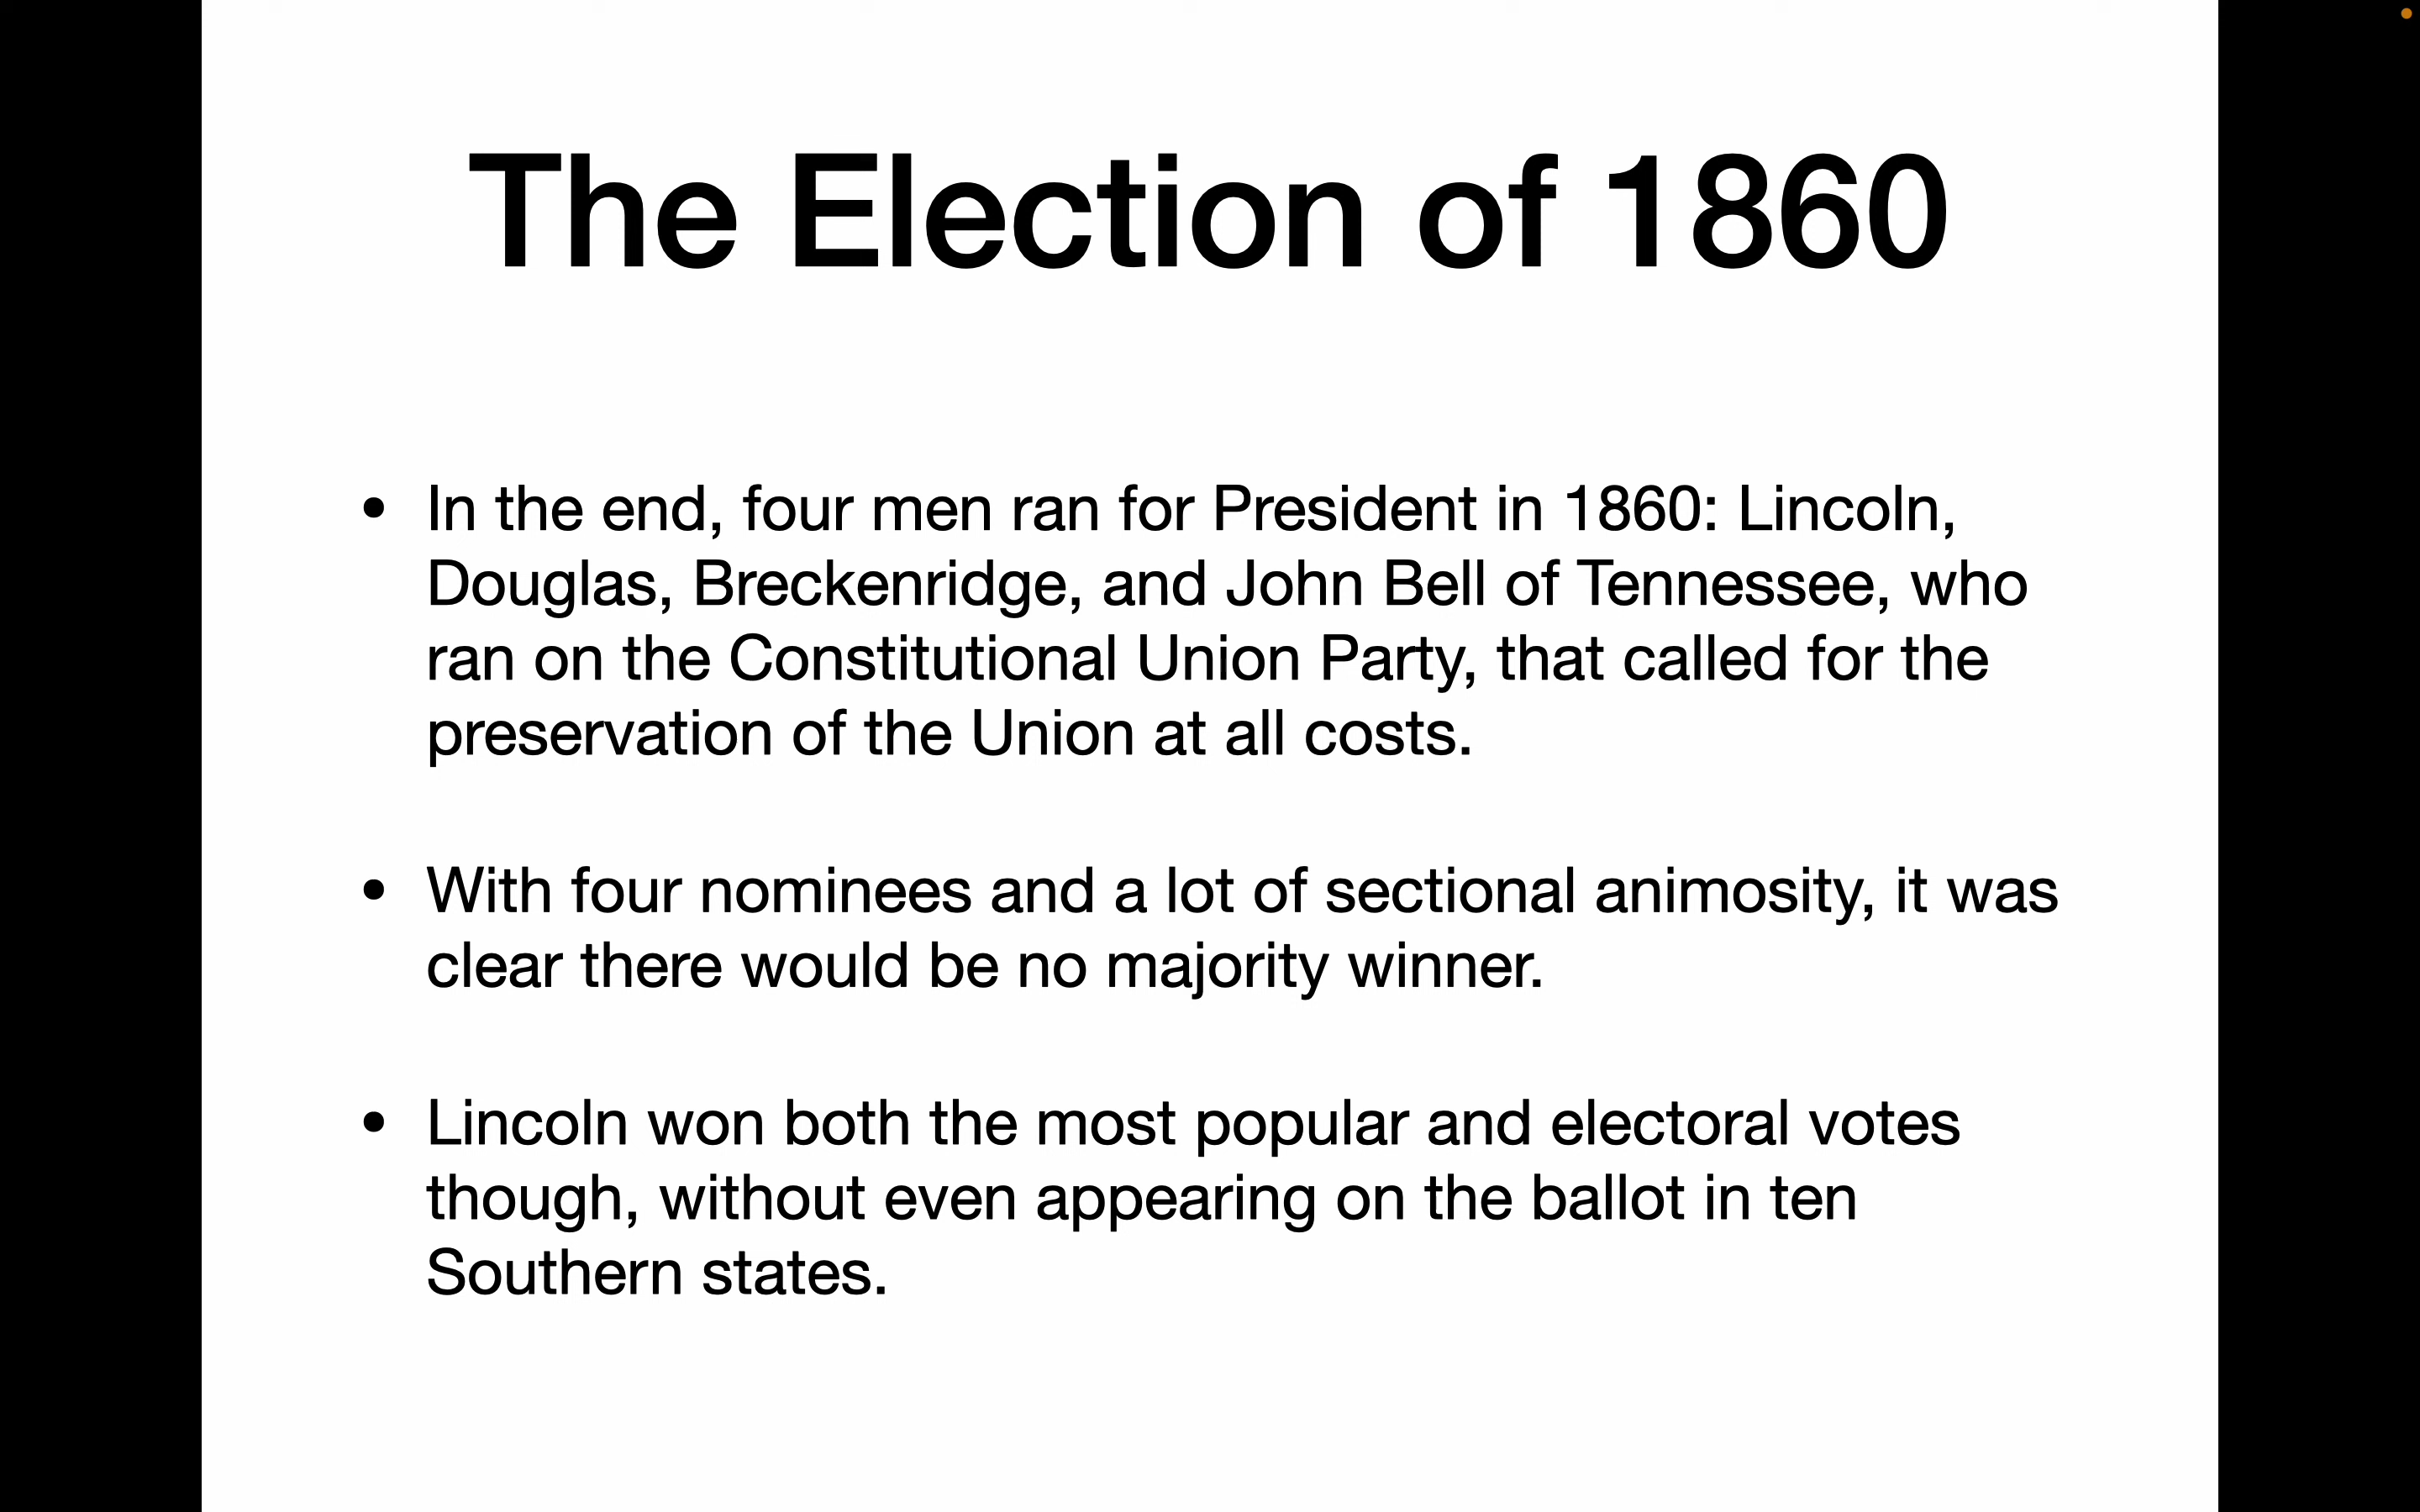 The Election of 1860
• In the end, four men ran for President in 1860: Lincoln,
Douglas, Breckenridge, and John Bell of Tennessee, who
ran on the Constitutional Union Party, that called for the
preservation of the Union at all costs.
• With four nominees and a lot of sectional animosity, it was
clear there would be no majority winner.
• Lincoln won both the most popular and electoral votes
though, without even appearing on the ballot in ten
Southern states.